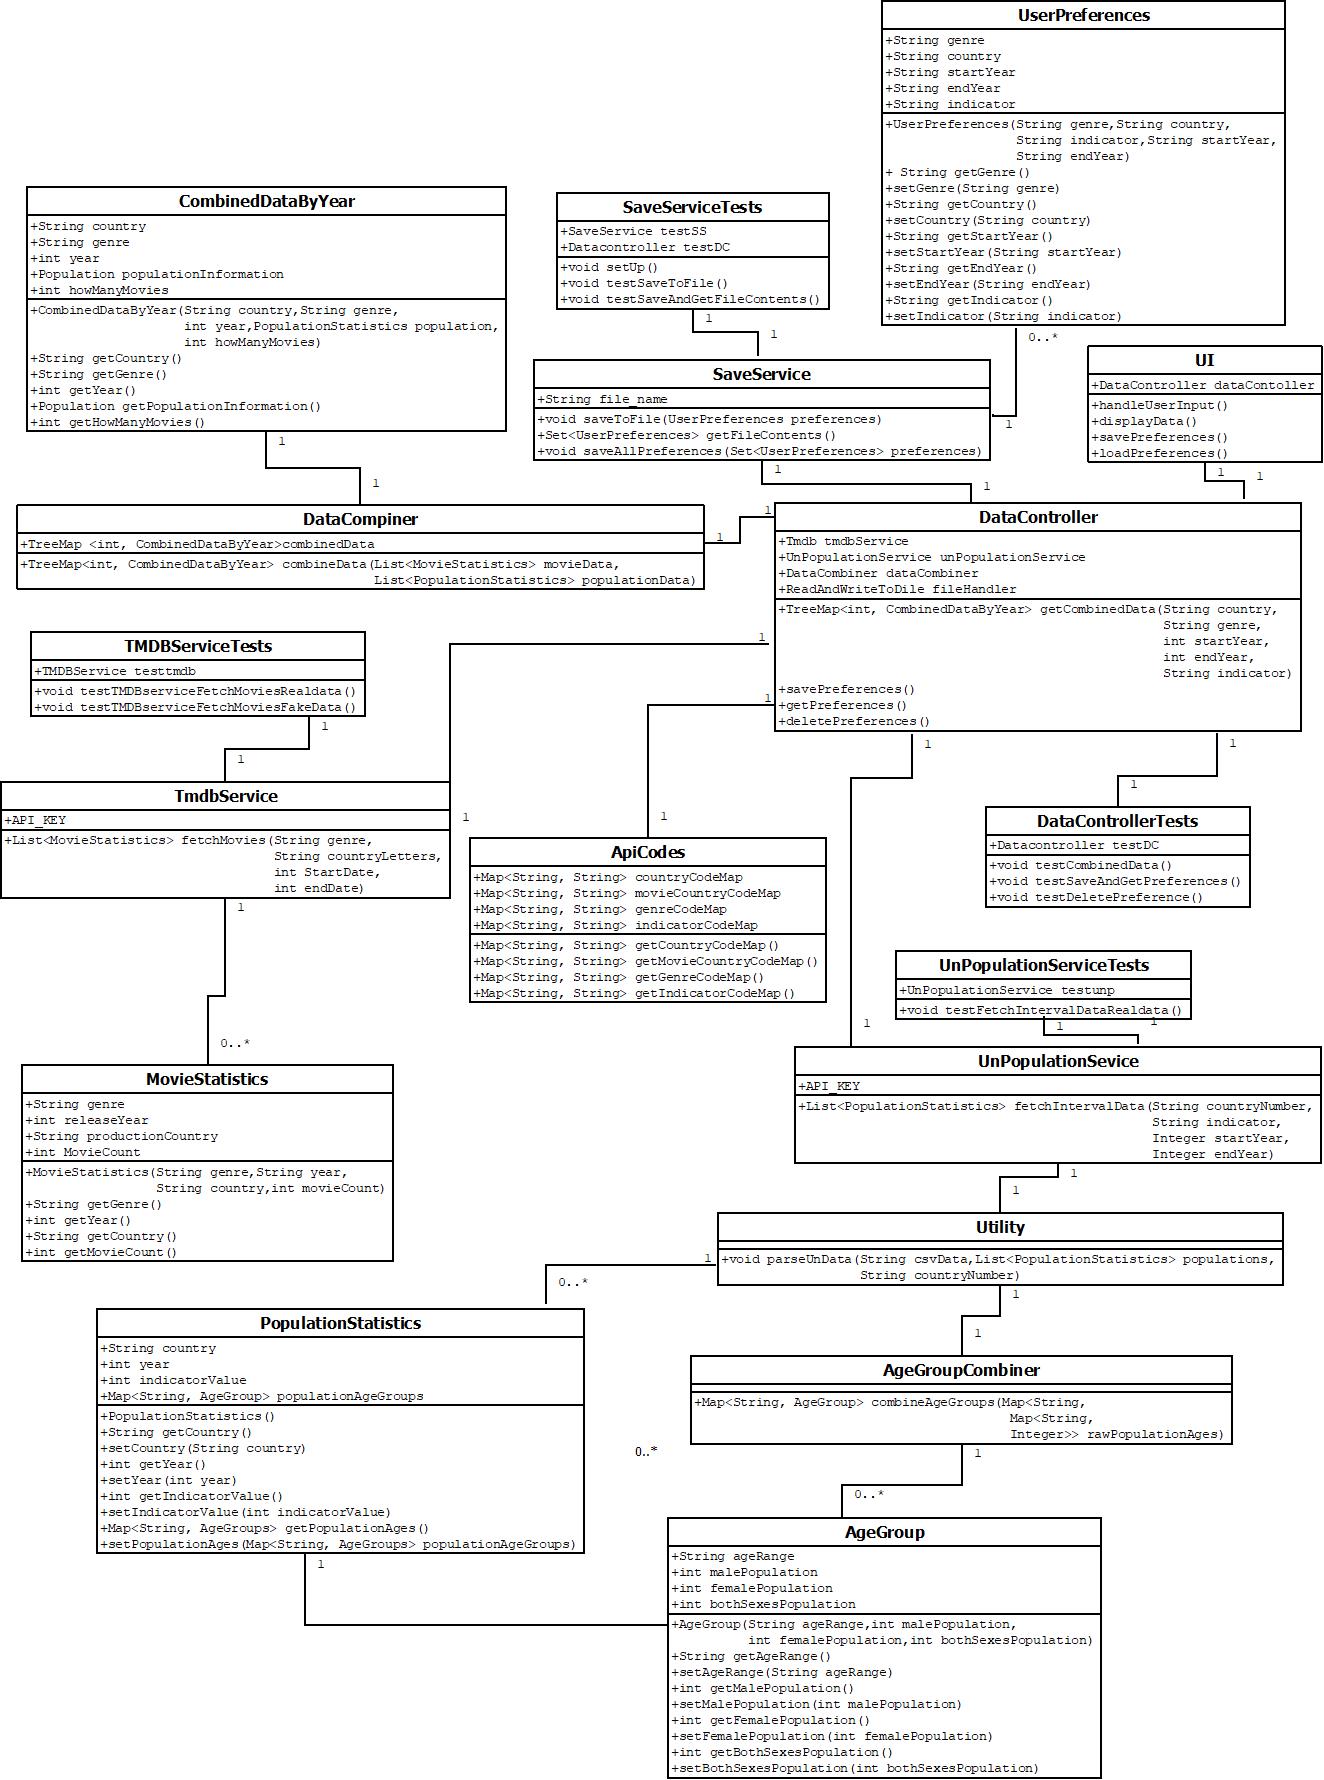 UserPreferences
+String genre
+String country
+String startYear
+String endYear
+String indicator
+UserPreferences(String genre,String country,
String indicator,String startYear,
String endYear)
+ String getGenre()
+setGenre(String genre)
+String getCountry()
+setCountry(String country)
+String getStartYear()
+setStartYear(String startYear)
+String getEndYear()
+setEndYear(String endYear)
+String getIndicator()
+setIndicator(String indicator)
0..*
1
CombinedDataByYear
+String country
+String genre
+int year
+Population populationInformation
+int howManyMovies
+CombinedDataByYear(String country,String genre,
int year,PopulationStatistics population,
int howManyMovies)
+String getCountry()
+String getGenre()
+int getYear()
+Population getPopulationInformation()
+int getHowManyMovies()
1
1
SaveServiceTests
+SaveService testSS
+Datacontroller testDC
+void setUp()
+void testSaveToFile()
+void testSaveAndGetFileContents()
1
1
SaveService
+String file_name
+void saveToFile(UserPreferences preferences)
+Set<UserPreferences> getFileContents()
+void saveAllPreferences(Set<UserPreferences> preferences)
1
1
UI
+DataController dataContoller
+handleUserInput()
+displayData()
+savePreferences()
+loadPreferences()
1
1
DataCompiner
+TreeMap <int, CombinedDataByYear>combinedData
+TreeMap<int, CombinedDataByYear> combineData(List<MovieStatistics> movieData,
List<PopulationStatistics> populationData)
1
1
DataController
+Tmdb tmdbService
+UnPopulationService unPopulationService
+DataCombiner dataCombiner
+ReadAndWriteToDile fileHandler
+TreeMap<int, CombinedDataByYear> getCombinedData(String country,
String genre,
int startYear,
int endYear,
String indicator)
+savePreferences()
+getPreferences()
+deletePreferences()
1
1
1
1
TMDBServiceTests
+TMDBService testtmdb
+void testTMDBserviceFetchMoviesRealdata()
+void testTMDBserviceFetchMoviesFakeData()
1
1
TmdbService
+API_KEY
+List<MovieStatistics> fetchMovies(String genre,
String countryLetters,
int StartDate,
int endDate)
1
1
0..*
ApiCodes
+Map<String, String> countryCodeMap
+Map<String, String> movieCountryCodeMap
+Map<String, String> genreCodeMap
+Map<String, String> indicatorCodeMap
+Map<String, String> getCountryCodeMap()
+Map<String, String> getMovieCountryCodeMap()
+Map<String, String> getGenreCodeMap()
+Map<String, String> getIndicatorCodeMap()
1
1
DataControllerTests
+Datacontroller testDC
+void testCombinedData()
+void testSaveAndGetPreferences()
+void testDeletePreference()
UnPopulationServiceTests
+UnPopulationService testunp
+void testFetchIntervalDataRealdata()
1
1
1
UnPopulationSevice
+API_KEY
+List<PopulationStatistics> fetchIntervalData(String countryNumber,
String indicator,
Integer startYear,
Integer endYear)
1
1
MovieStatistics
+String genre
+int releaseYear
+String productionCountry
+int MovieCount
+MovieStatistics(String genre,String year,
String country,int movieCount)
+String getGenre()
+int getYear()
+String getCountry()
+int getMovieCount()
Utility
+void parseUnData(String csvData,List<PopulationStatistics> populations,
String countryNumber)
1
0..*
1
1
PopulationStatistics
+String country
+int year
+int indicatorValue
+Map<String, AgeGroup> populationAgeGroups
+PopulationStatistics()
+String getCountry()
+setCountry(String country)
+int getYear()
+setYear(int year)
+int getIndicatorValue()
+setIndicatorValue(int indicatorValue)
+Map<String, AgeGroups> getPopulationAges()
+setPopulationAges(Map<String, AgeGroups> populationAgeGroups)
1
0..*
AgeGroupCombiner
+Map<String, AgeGroup> combineAgeGroups(Map<String,
Map<String,
Integer>> rawPopulationAges)
1
0..*
AgeGroup
+String ageRange
+int malePopulation
+int femalePopulation
+int bothSexesPopulation
+AgeGroup(String ageRange,int malePopulation,
int femalePopulation,int bothSexesPopulation)
+String getAgeRange()
+setAgeRange(String ageRange)
+int getMalePopulation()
+setMalePopulation(int malePopulation)
+int getFemalePopulation()
+setFemalePopulation(int femalePopulation)
+int getBothSexesPopulation()
+setBothSexesPopulation(int bothSexesPopulation)